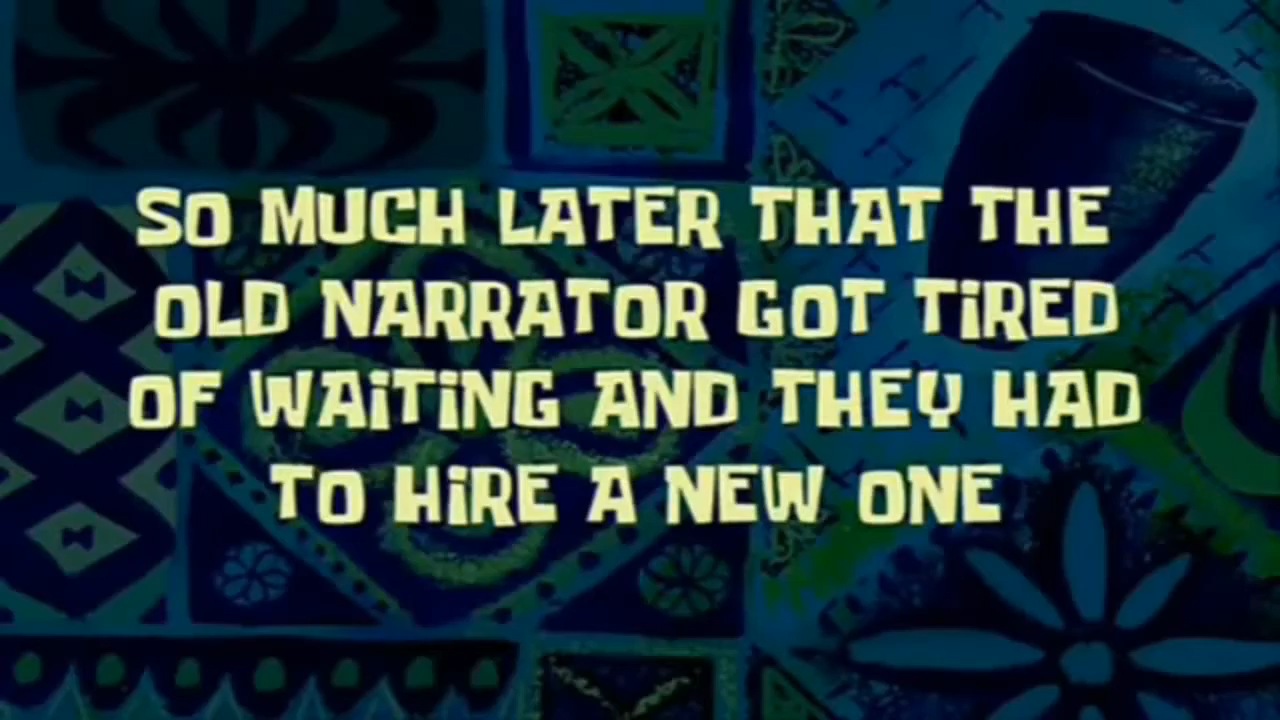 SO MUCH LATER THAT THE
OLD NARRATOR GOT TiRED
OF WAiTiNG AND THEY HAD
TO HiRE A NEW ONE